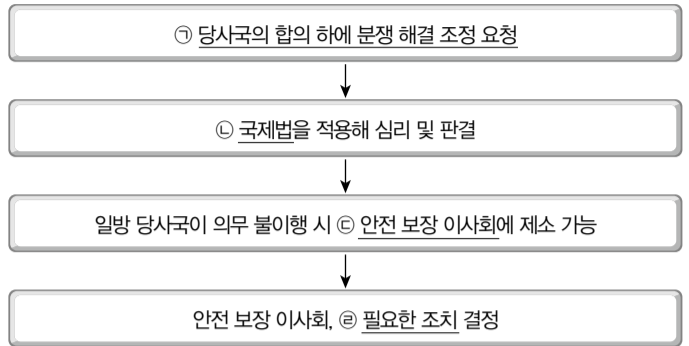 ㉠ 당사국의 합의 하에 분쟁 해결 조정 요청
㉡ 국제법을 적용해 심리 및 판결
일방 당사국이 의무 불이행 시 ㉢ 안전 보장 이사회에 제소 가능
안전 보장 이사회, ㉣ 필요한 조치 결정